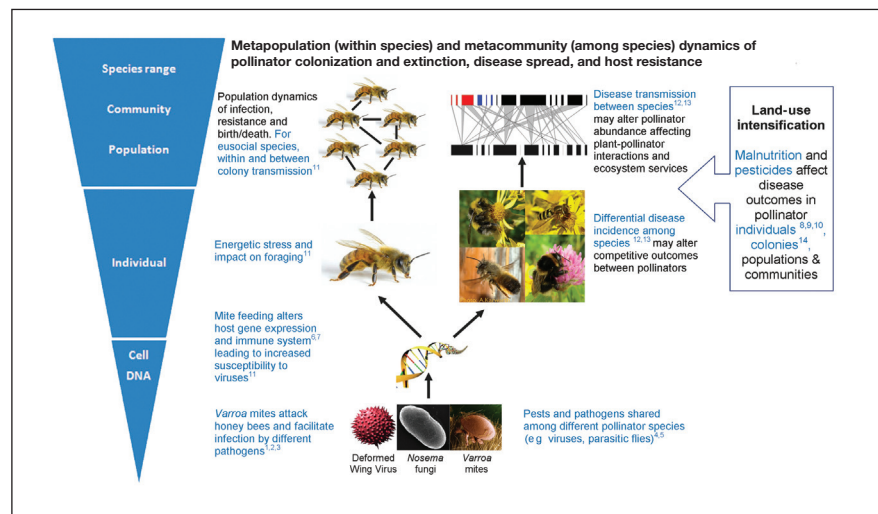 Metapopulation (within species) and metacommunity (among species) dynamics of
pollinator colonization and extinction, disease spread, and host resistance
Species range
Community
Population
Individual
Cell
DNA
Population dynamics
of infection,
resistance and
birth/death. For
eusocial species,
within and between
colony transmission11
Disease transmission
between species12,13
may alter pollinator
abundance affecting
plant-pollinator
interactions and
ecosystem services
Land-use
intensification
Malnutrition and
pesticides affect
disease
outcomes in
pollinator
individuals 8,9,10,
colonies14,
populations &
communities
Energetic stress and
impact on foraging11
Differential disease
incidence among
species 12,13 may alter
competitive outcomes
between pollinators
Mite feeding alters
host gene expression
and immune system6,7
leading to increased
susceptibility to
viruses11
Varroa mites attack
honey bees and facilitate
infection by different
pathogens1,2,3
Deformed
Wing Virus
Nosema
fungi
Varroa
mites
Pests and pathogens shared
among different pollinator species
(e g viruses, parasitic flies)4,5